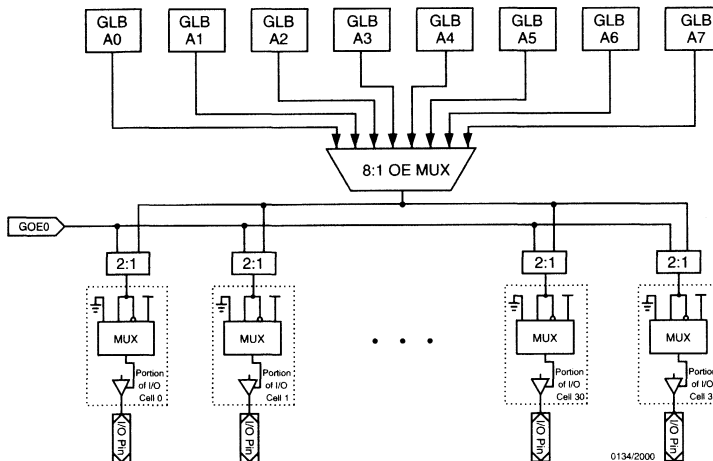 GLB A0
GLB A1
GLB A2
GLB A3
GLB A4
GLB A5
GLB A6
GLB A7
8:1 OE MUX
GOE0
2:1
2:1
2:1
2:1
MUX
MUX
MUX
MUX
Portion
of I/O
Cell 0
Portion
of I/O
Cell 1
Portion
of I/O
Cell 30
Portion
of I/O
Cell 3
I/O Pin
I/O Pin
I/O Pin
I/O Pin
0134/2000